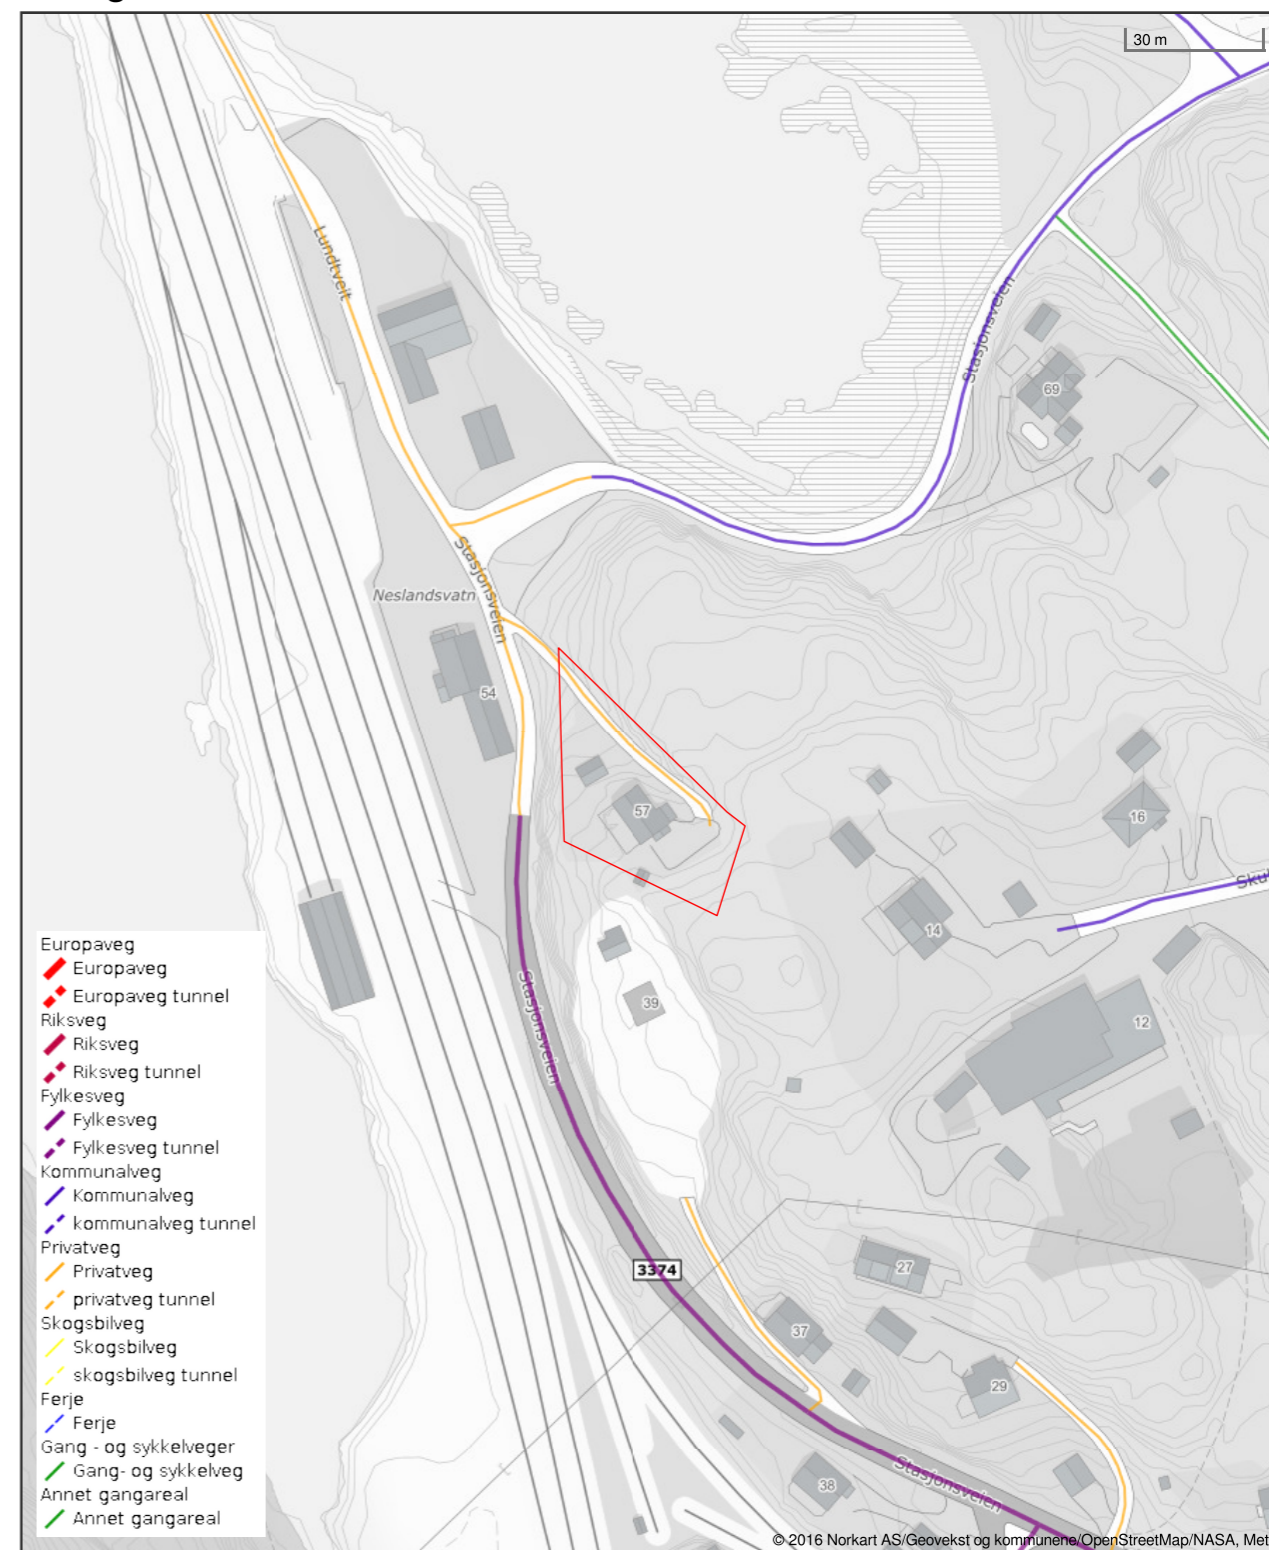 30 m
Lundtveit
Stasjonsveien
69
Stasjonsveien
Neslandsvatn
54
57
16
14
39
12
Stasjonsveien
3374
27
37
29
38
Stasjonsveien
Europaveg
Europaveg
Europaveg tunnel
Riksveg
Riksveg
Riksveg tunnel
Fylkesveg
Fylkesveg
Fylkesveg tunnel
Kommunalveg
Kommunalveg
kommunalveg tunnel
Privatveg
Privatveg
privatveg tunnel
Skogsbilveg
Skogsbilveg
skogsbilveg tunnel
Ferje
Ferje
Gang - og sykkelveger
Gang- og sykkelveg
Annet gangareal
Annet gangareal
© 2016 Norkart AS/Geovekst og kommunene/OpenStreetMap/NASA, Met